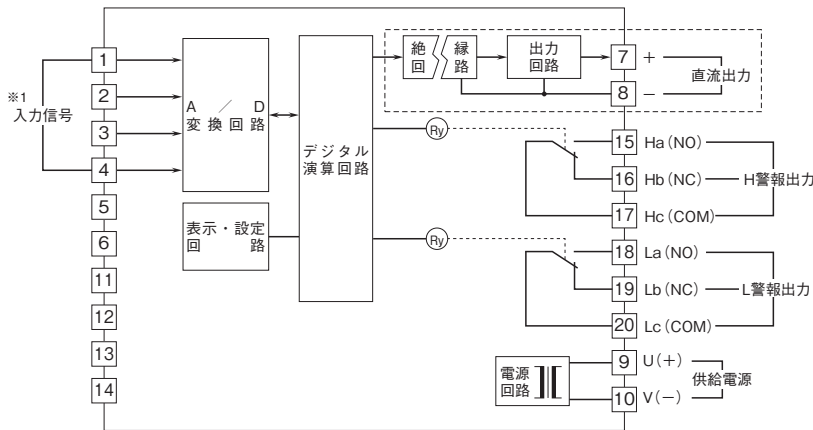 ※1
入力信号
1
2
3
4
5
6
11
12
13
14
A / D
変換回路
表示・設定
回 路
デジタル
演算回路
絶 縁
回 路
出力
回路
7 +
8 −
直流出力
Ry
15 Ha(NO)
16 Hb(NC)
17 Hc(COM)
H警報出力
Ry
18 La(NO)
19 Lb(NC)
20 Lc(COM)
L警報出力
電源
回路
9 U(+)
10 V(−)
供給電源